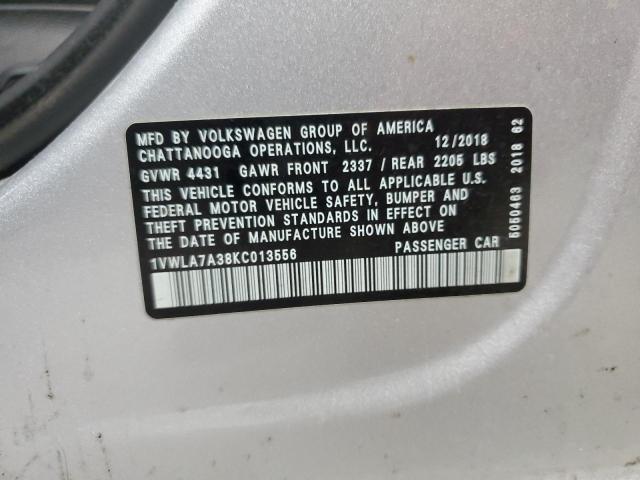 MFD BY VOLKSWAGEN GROUP OF AMERICA
CHATTANOOGA OPERATIONS, LLC. 12/2018
GVWR 4431 GAWR FRONT 2337/REAR 2205 LBS
THIS VEHICLE CONFORMS TO ALL APPLICABLE U.S.
FEDERAL MOTOR VEHICLE SAFETY, BUMPER AND
THEFT PREVENTION STANDARDS IN EFFECT ON
THE DATE OF MANUFACTURE SHOWN ABOVE
1VWLA7A38KC013556 PASSENGER CAR
5050463 2018 62